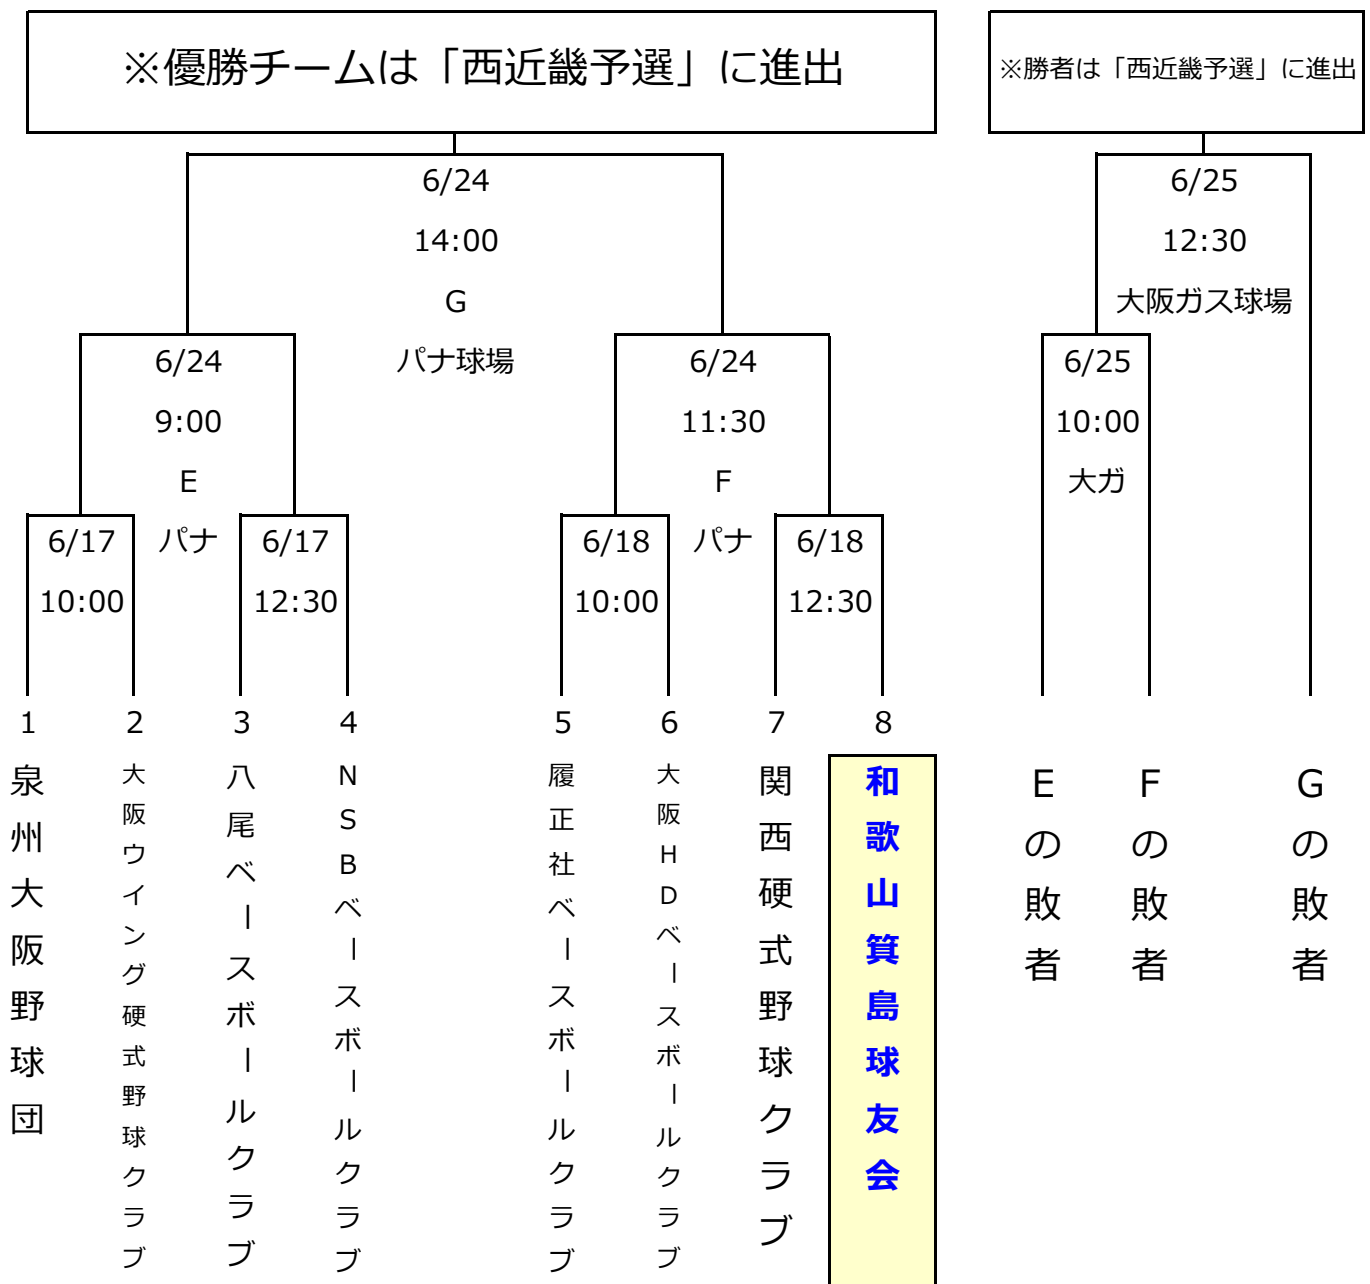 ※優勝チームは「西近畿予選」に進出
※勝者は「西近畿予選」に進出
6/24
14:00
G
パナ球場
6/25
12:30
大阪ガス球場
6/24
9:00
E
パナ
6/24
11:30
F
パナ
6/25
10:00
大ガ
6/17
10:00
6/17
12:30
6/18
10:00
6/18
12:30
1
泉州大阪野球団
2
大阪ウイング硬式野球クラブ
3
八尾ベースボールクラブ
4
NSBベースボールクラブ
5
履正社ベースボールクラブ
6
大阪HDベースボールクラブ
7
関西硬式野球クラブ
8
和歌山箕島球友会
Eの敗者
Fの敗者
Gの敗者